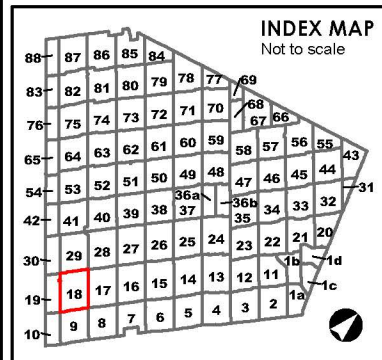 INDEX MAP
Not to scale
88 87 86 85 84
83 82 81 80 79 78 77 69
76 75 74 73 72 71 70 68 67 66
65 64 63 62 61 60 59 58 57 56 55 43
54 53 52 51 50 49 48 47 46 45 44 31
36a 36b
42 41 40 39 38 37 35 34 33 32
30 29 28 27 26 25 24 23 22 21 20
19 18 17 16 15 14 13 12 11 1b 1d
1c
10 9 8 7 6 5 4 3 2 1a